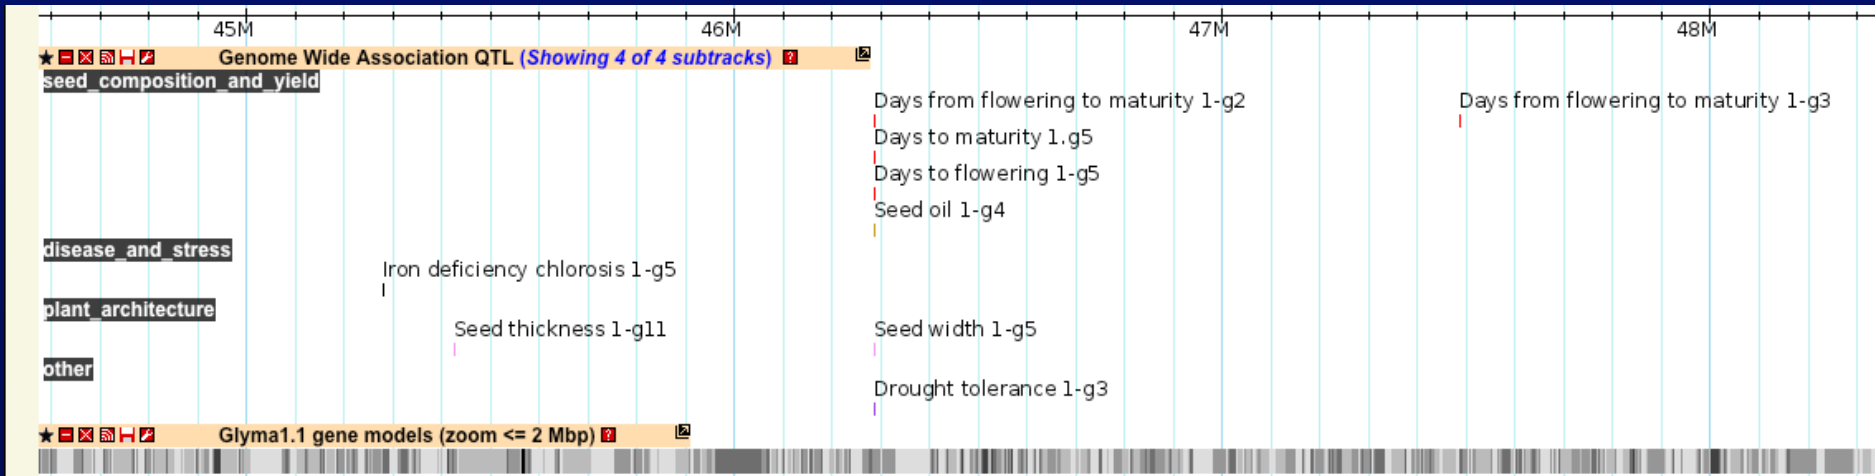 45M 46M 47M 48M
Genome Wide Association QTL (Showing 4 of 4 subtracks) ?
seed_composition_and_yield
Days from flowering to maturity 1-g2 Days from flowering to maturity 1-g3
Days to maturity 1.g5
Days to flowering 1-g5
Seed oil 1-g4
disease_and_stress
Iron deficiency chlorosis 1-g5
plant_architecture
Seed thickness 1-g11 Seed width 1-g5
other
Drought tolerance 1-g3
Glyma1.1 gene models (zoom <= 2 Mbp) ?